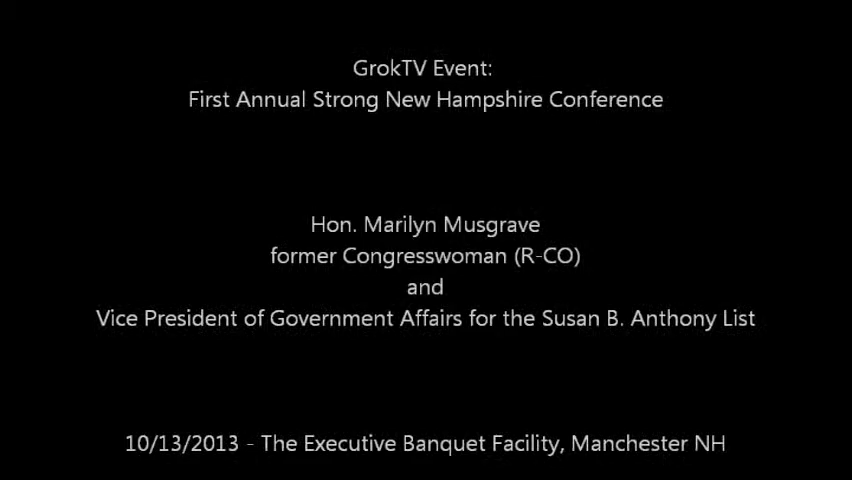 GrokTV Event:
First Annual Strong New Hampshire Conference
Hon. Marilyn Musgrave
former Congresswoman (R-CO)
and
Vice President of Government Affairs for the Susan B. Anthony List
10/13/2013 - The Executive Banquet Facility, Manchester NH